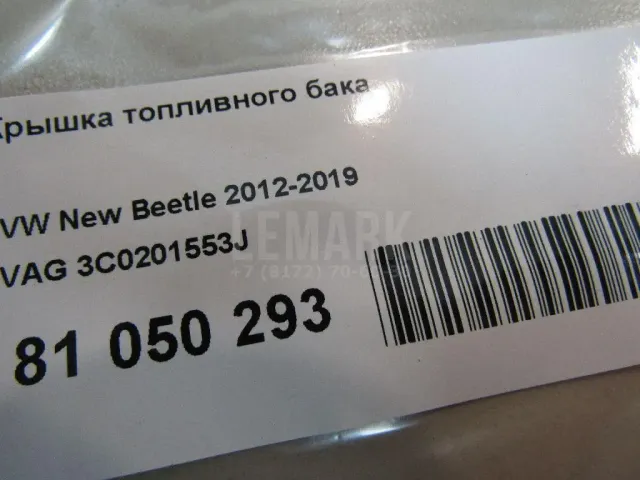 Крышка топливного бака
VW New Beetle 2012-2019
LEMARK
VAG 3C0201553J
81 050 293